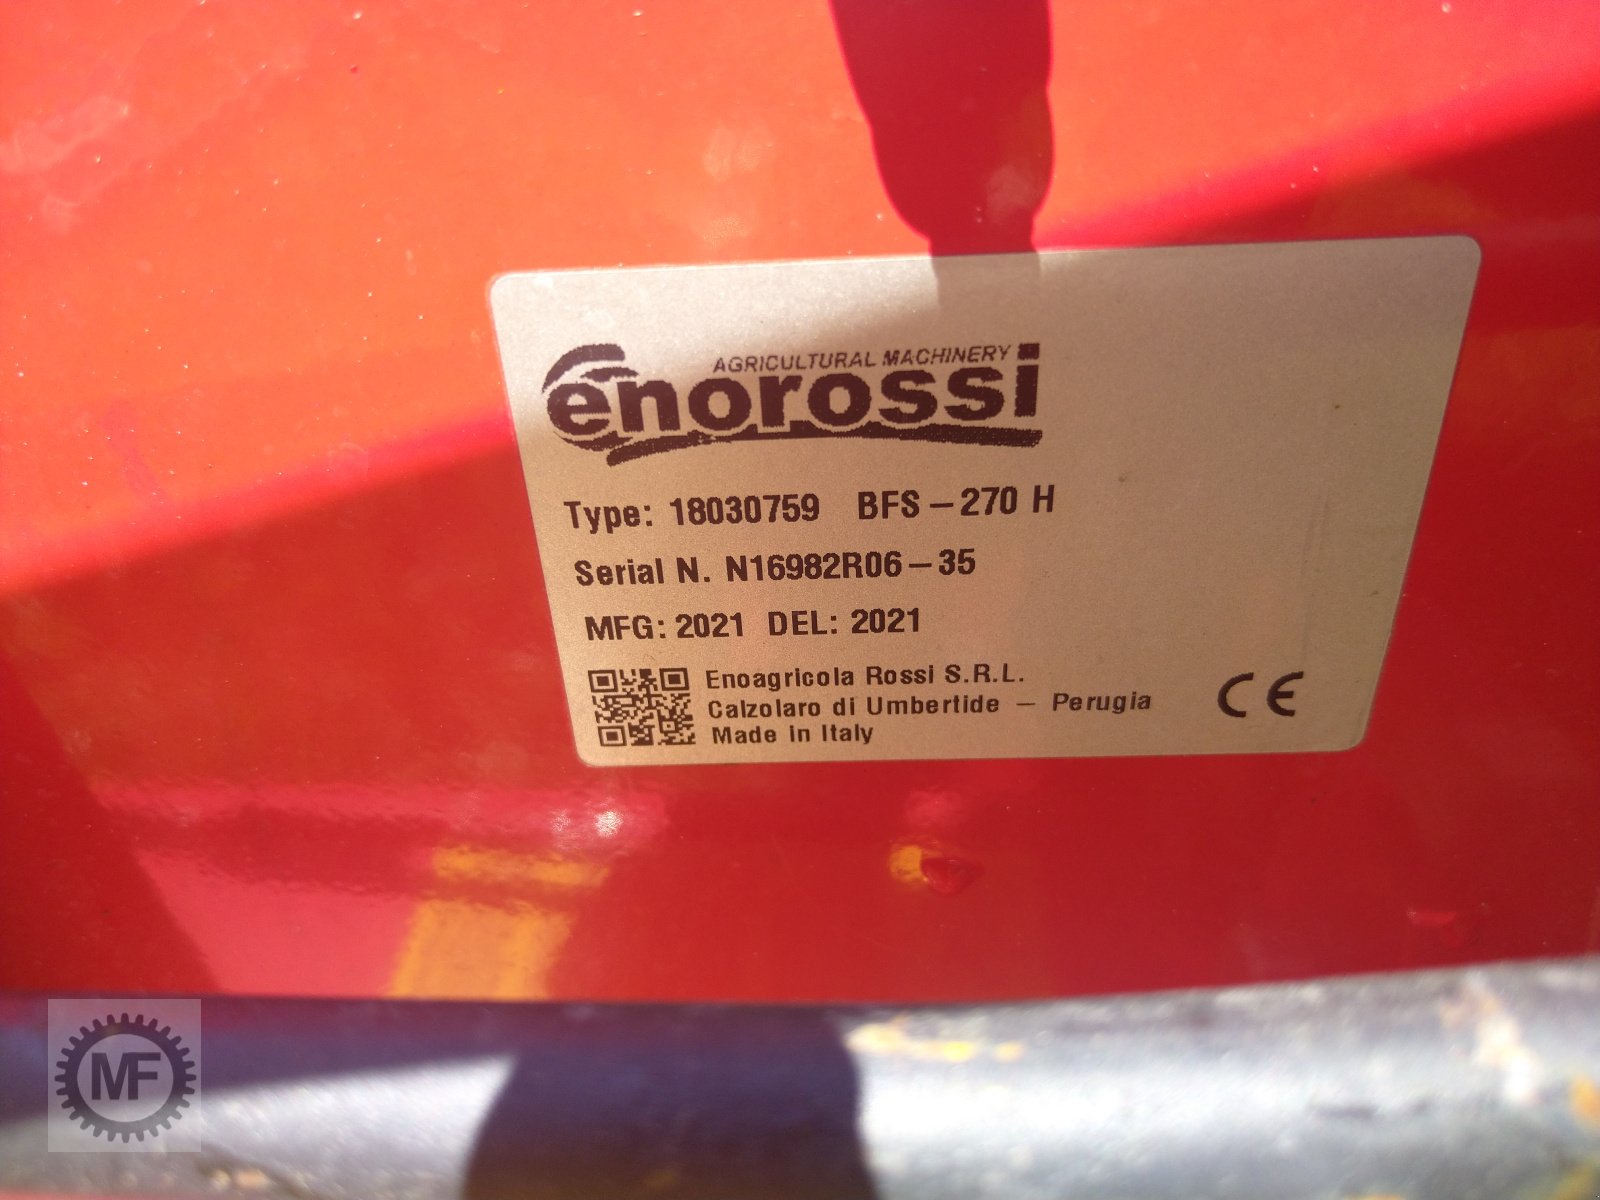 AGRICULTURAL MACHINERY
enorossi
Type: 18030759 BFS – 270 H
Serial N. N16982R06 – 35
MFG: 2021 DEL: 2021
Enoagricola Rossi S.R.L.
Calzolaro di Umbertide – Perugia
Made in Italy
CE
MF